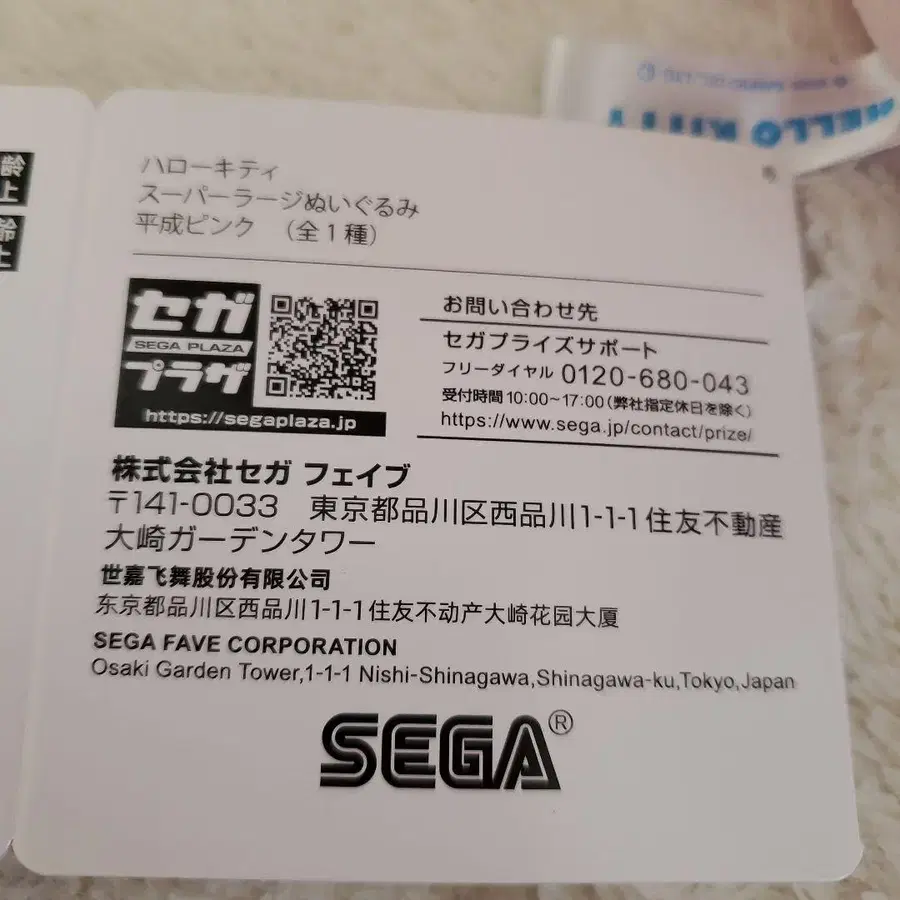 HELLO KITTY
齢
上
齢
上
ハローキティ
スーパーラージぬいぐるみ
平成ピンク (全1種)
セガ
SEGA PLAZA
プラザ
https://segaplaza.jp
お問い合わせ先
セガプライズサポート
フリーダイヤル 0120-680-043
受付時間 10:00~17:00(弊社指定休日を除く)
https://www.sega.jp/contact/prize/
株式会社セガ フェイブ
〒141-0033 東京都品川区西品川1-1-1住友不動産
大崎ガーデンタワー
世嘉飞舞股份有限公司
东京都品川区西品川1-1-1住友不动产大崎花园大厦
SEGA FAVE CORPORATION
Osaki Garden Tower,1-1-1 Nishi-Shinagawa,Shinagawa-ku,Tokyo,Japan
SEGA®